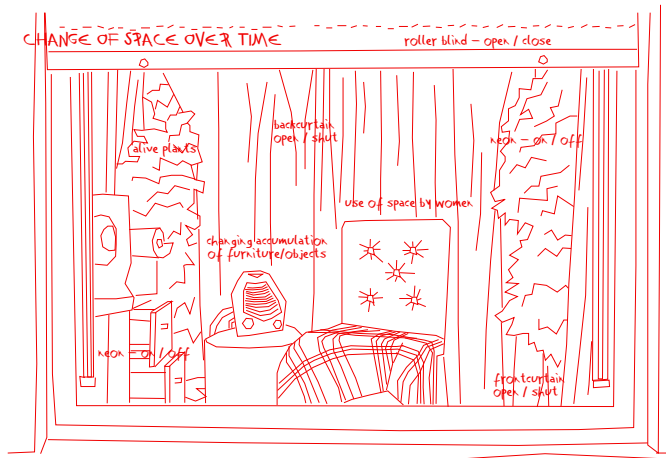 CHANGE OF SPACE OVER TIME
roller blind – open / close
backcurtain
open / shut
neon – on / off
alive plants
use of space by women
changing accumulation
of furniture/objects
neon – on / off
frontcurtain
open / shut